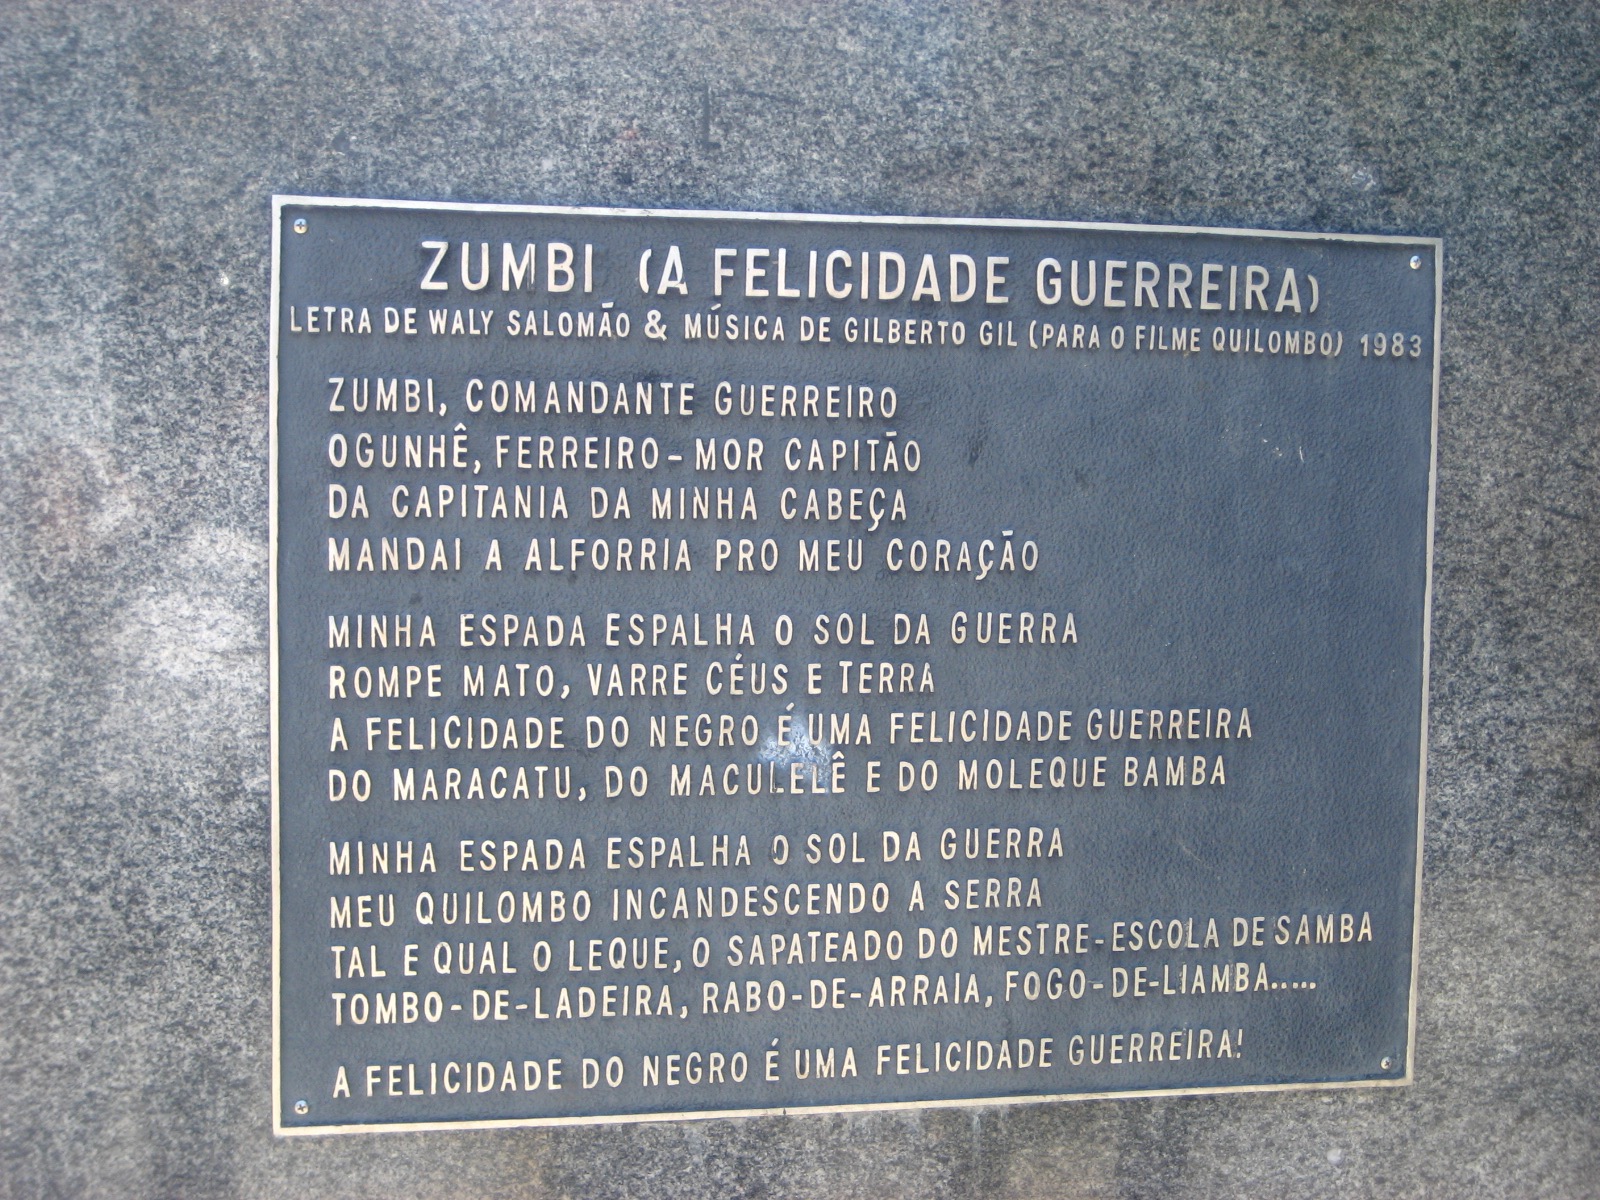 ZUMBI (A FELICIDADE GUERREIRA)
LETRA DE WALY SALOMÃO & MÚSICA DE GILBERTO GIL (PARA O FILME QUILOMBO) 1983
ZUMBI, COMANDANTE GUERREIRO
OGUNHÊ, FERREIRO-MOR CAPITÃO
DA CAPITANIA DA MINHA CABEÇA
MANDAI A ALFORRIA PRO MEU CORAÇÃO
MINHA ESPADA ESPALHA O SOL DA GUERRA
ROMPE MATO, VARRE CÉUS E TERRA
A FELICIDADE DO NEGRO É UMA FELICIDADE GUERREIRA
DO MARACATU, DO MACULELÊ E DO MOLEQUE BAMBA
MINHA ESPADA ESPALHA O SOL DA GUERRA
MEU QUILOMBO INCANDESCENDO A SERRA
TAL E QUAL O LEQUE, O SAPATEADO DO MESTRE-ESCOLA DE SAMBA
TOMBO-DE-LADEIRA, RABO-DE-ARRAIA, FOGO-DE-LIAMBA.....
A FELICIDADE DO NEGRO É UMA FELICIDADE GUERREIRA!